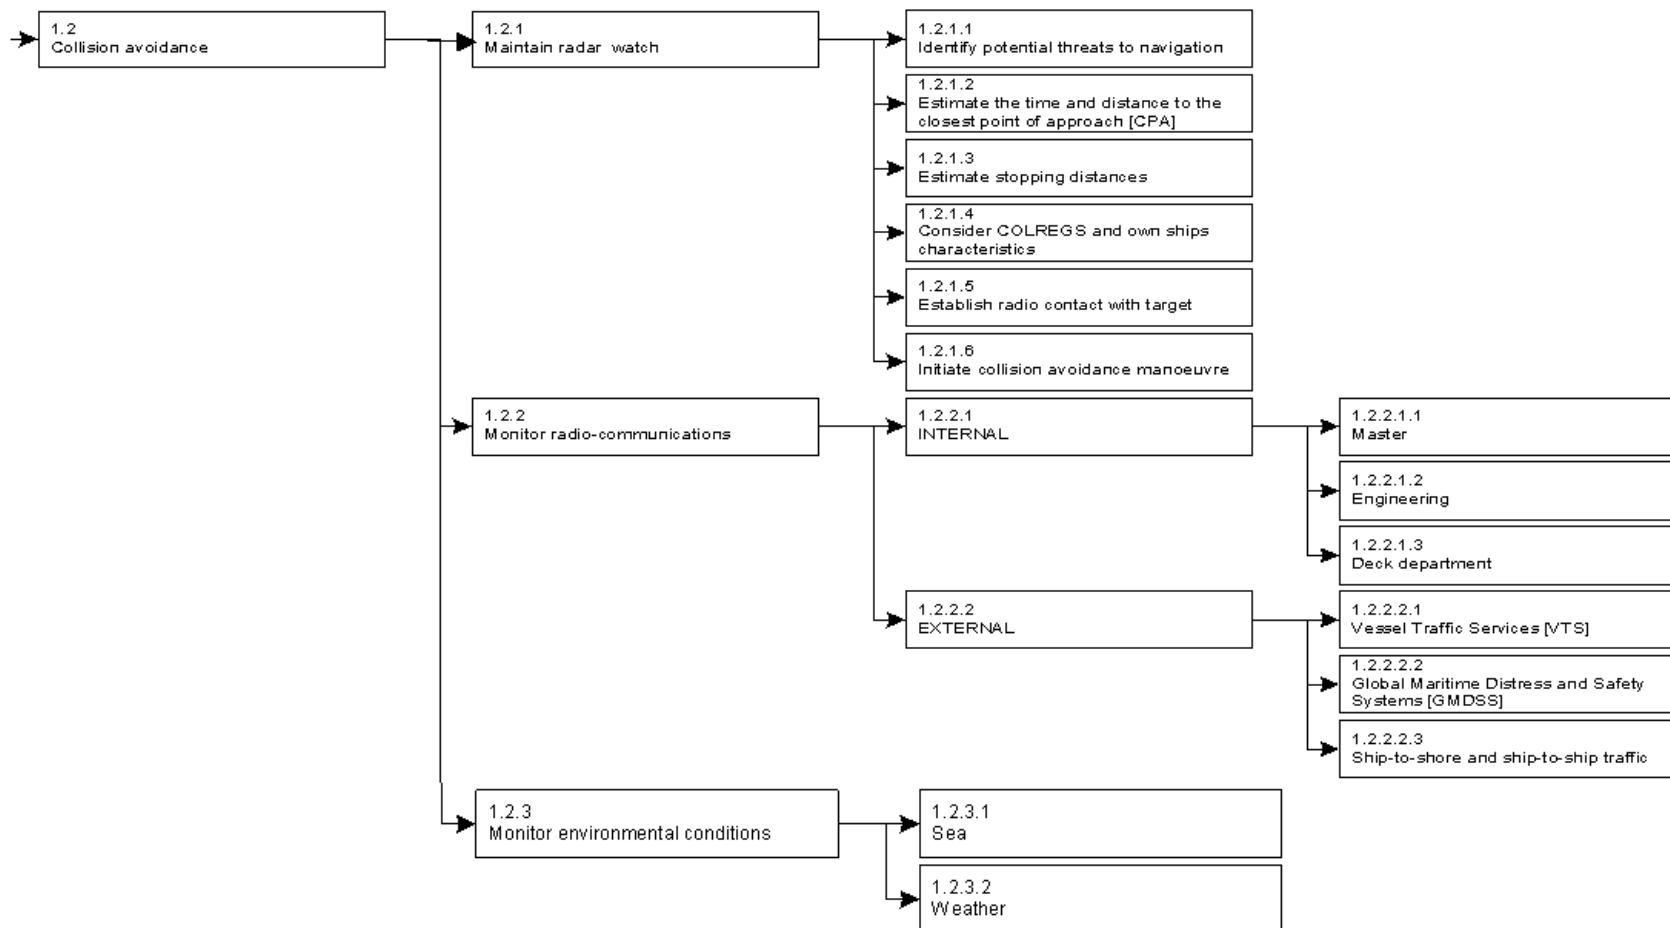 1.2
Collision avoidance
1.2.1
Maintain radar watch
1.2.1.1
Identify potential threats to navigation
1.2.1.2
Estimate the time and distance to the
closest point of approach [CPA]
1.2.1.3
Estimate stopping distances
1.2.1.4
Consider COLREGS and own ships
characteristics
1.2.1.5
Establish radio contact with target
1.2.1.6
Initiate collision avoidance manoeuvre
1.2.2
Monitor radio-communications
1.2.2.1
INTERNAL
1.2.2.1.1
Master
1.2.2.1.2
Engineering
1.2.2.1.3
Deck department
1.2.2.2
EXTERNAL
1.2.2.2.1
Vessel Traffic Services [VTS]
1.2.2.2.2
Global Maritime Distress and Safety
Systems [GMDSS]
1.2.2.2.3
Ship-to-shore and ship-to-ship traffic
1.2.3
Monitor environmental conditions
1.2.3.1
Sea
1.2.3.2
Weather